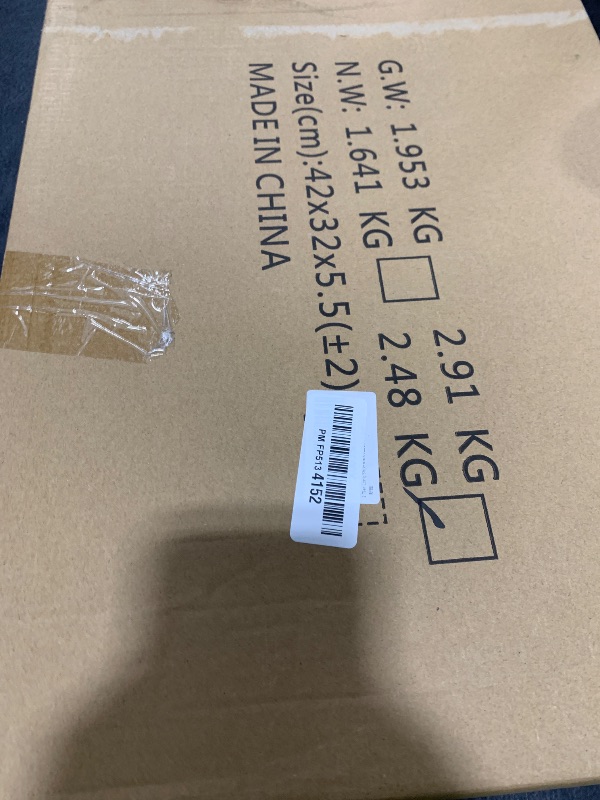 G.W: 1.953 KG 2.91 KG
N.W: 1.641 KG 2.48 KG
Size(cm):42x32x5.5(±2)
MADE IN CHINA
PM FP513 4152